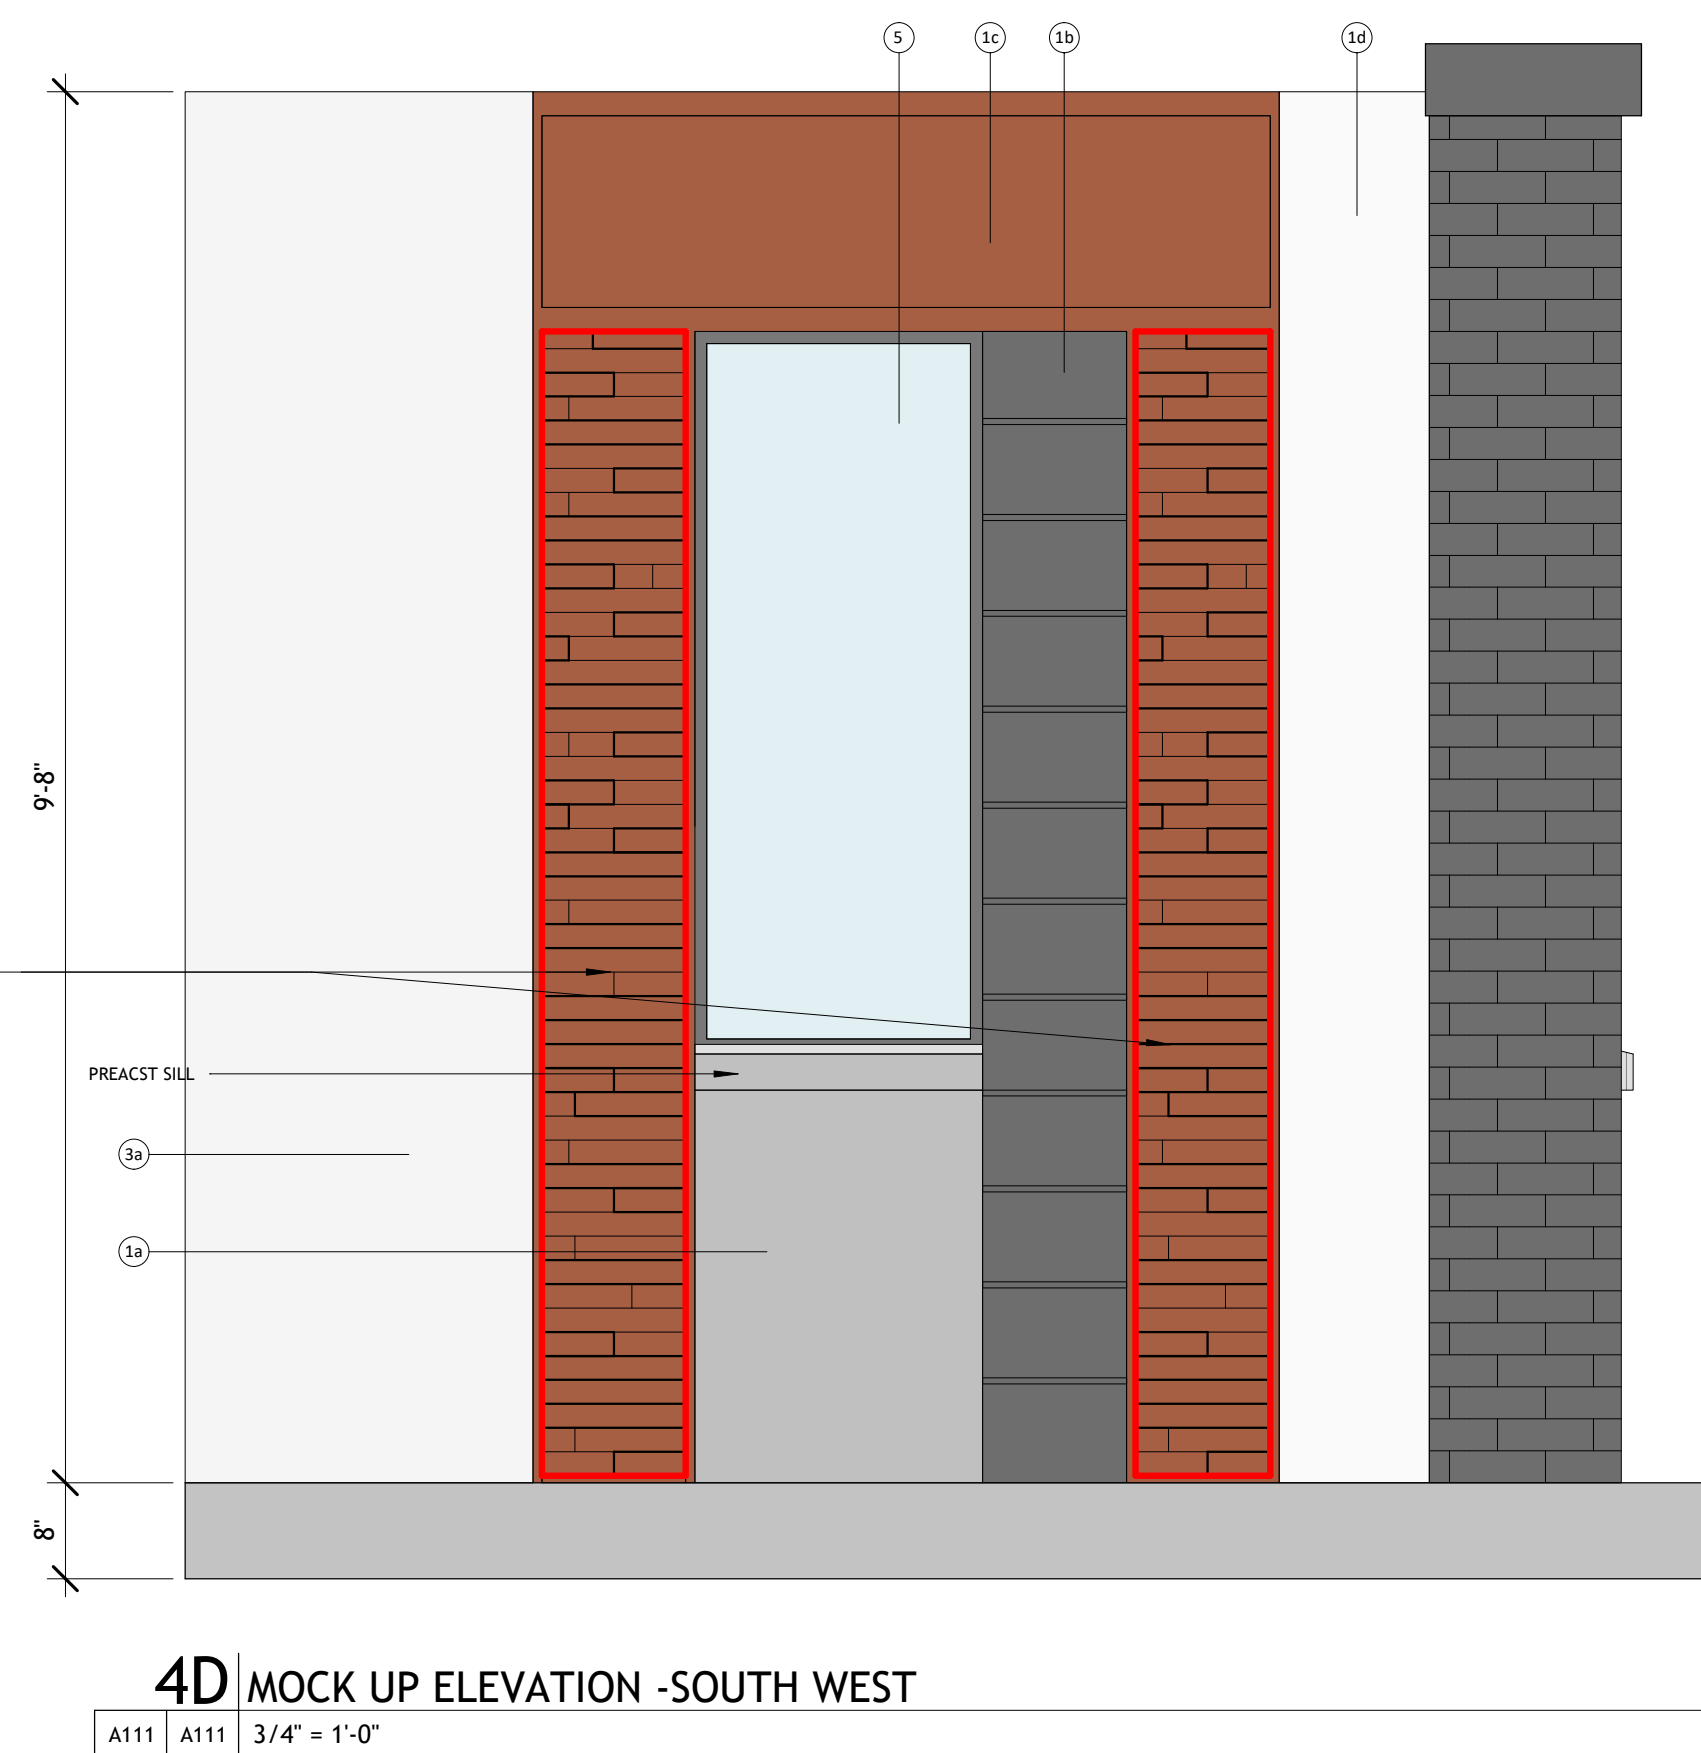 5
1c
1b
1d
9'-8"
PREACST SILL
3a
1a
8"
4D MOCK UP ELEVATION -SOUTH WEST
A111 A111 3/4" = 1'-0"